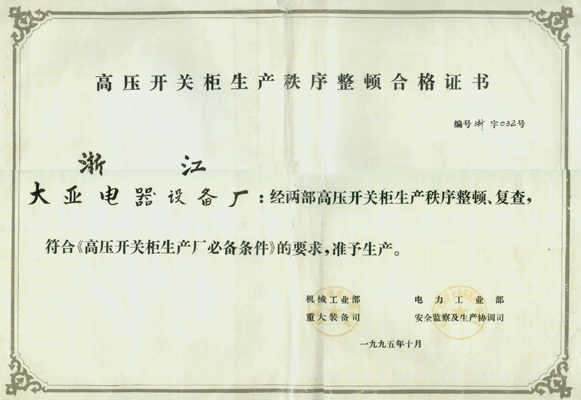 高压开关柜生产秩序整顿合格证书
编号浙字032号
浙江
大亚电器设备厂：经两部高压开关柜生产秩序整顿、复查，
符合《高压开关柜生产厂必备条件》的要求，准予生产。
机械工业部 电力工业部
重大装备司 安全监察及生产协调司
一九九五年十月